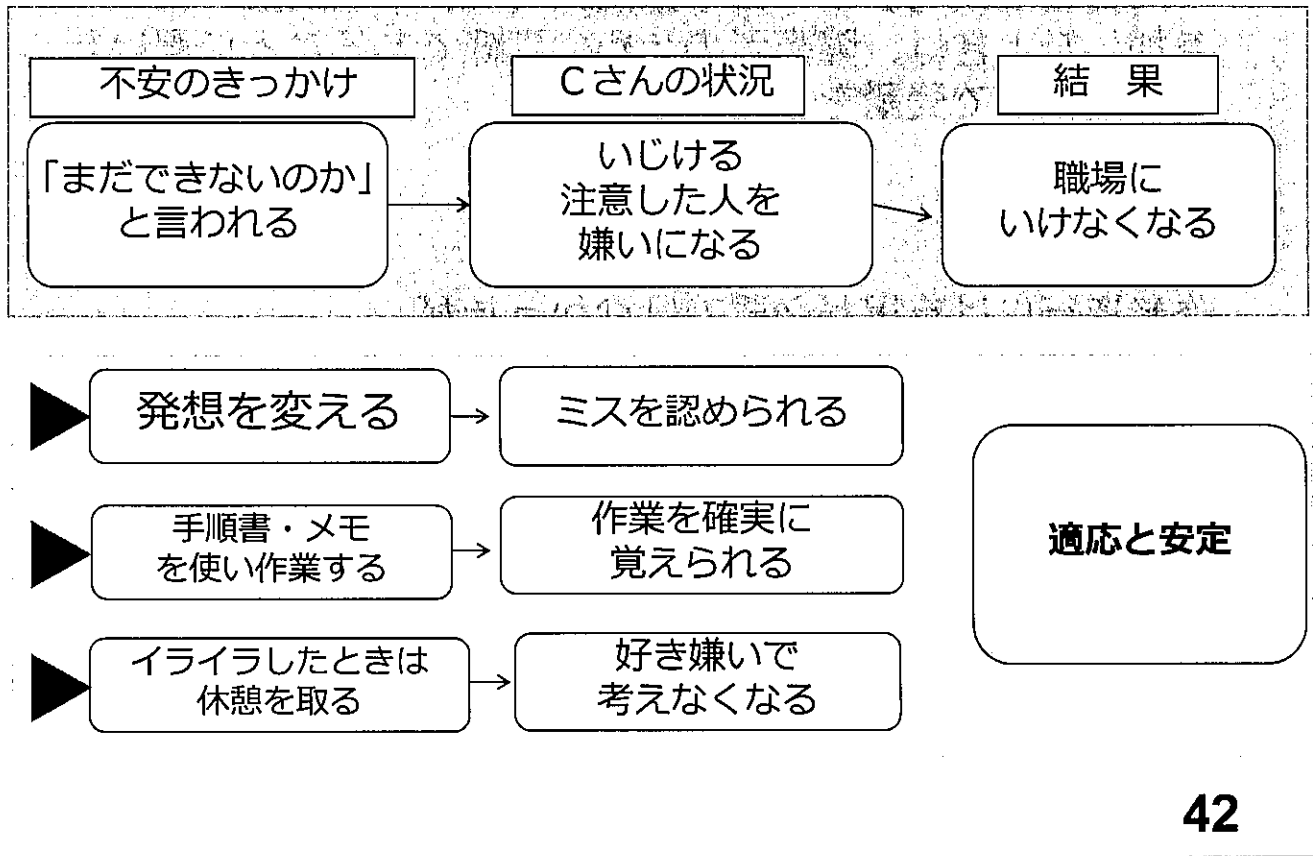 不安のきっかけ
Cさんの状況
結　果
「まだできないのか」
と言われる
いじける
注意した人を
嫌いになる
職場に
いけなくなる
発想を変える
ミスを認められる
手順書・メモ
を使い作業する
作業を確実に
覚えられる
イライラしたときは
休憩を取る
好き嫌いで
考えなくなる
適応と安定
42